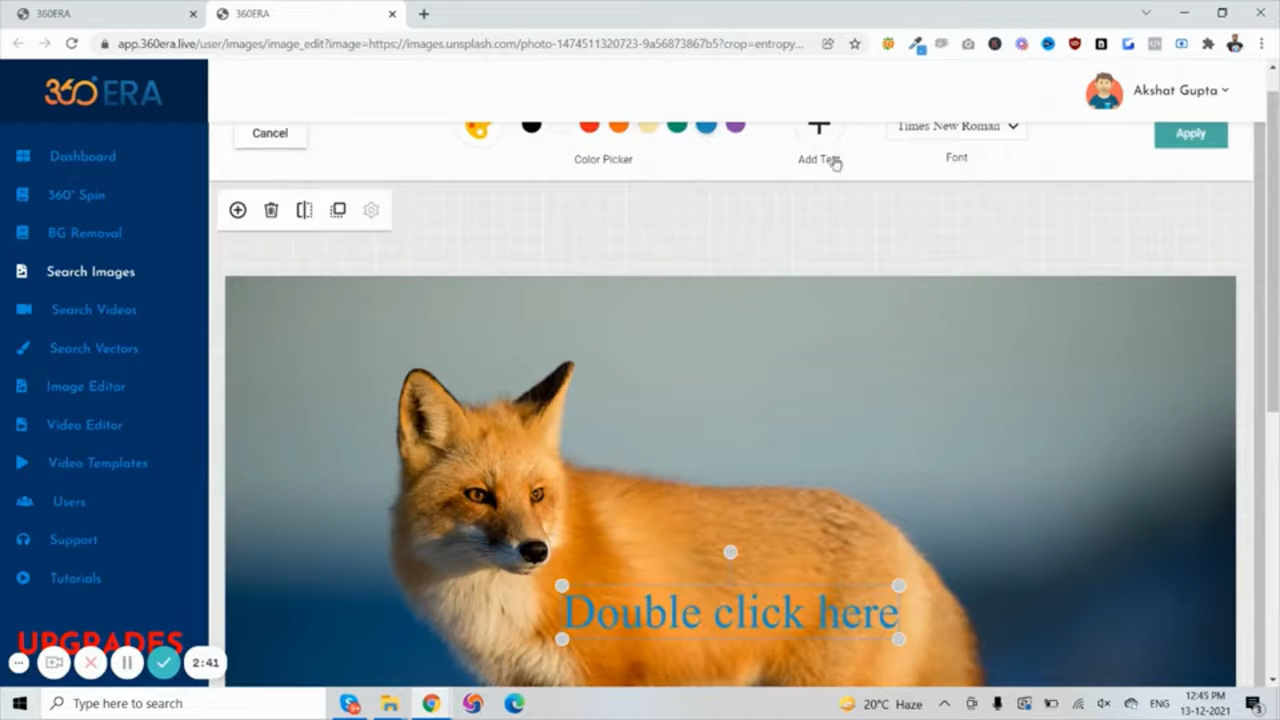 360ERA
360ERA
app.360era.live/user/images/image_edit?image=https://images.unsplash.com/photo-1474511320723-9a56873867b5?crop=entropy...
360 ERA
Akshat Gupta
Cancel
Color Picker
Add Text
Times New Roman
Font
Apply
Dashboard
360° Spin
BG Removal
Search Images
Search Videos
Search Vectors
Image Editor
Video Editor
Video Templates
Users
Support
Tutorials
UPGRADES
Double click here
2:41
Type here to search
20°C Haze
ENG
12:45 PM
13-12-2021